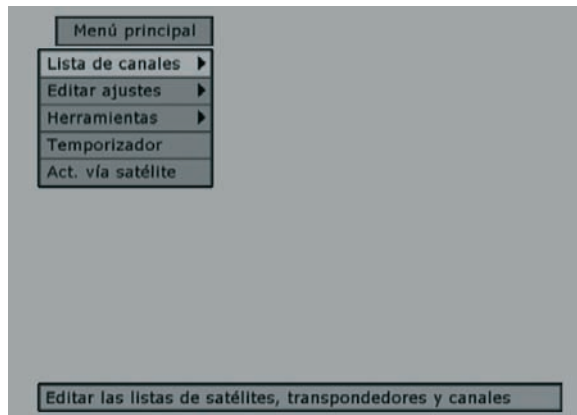 Menú principal
Lista de canales
Editar ajustes
Herramientas
Temporizador
Act. vía satélite
Editar las listas de satélites, transpondedores y canales